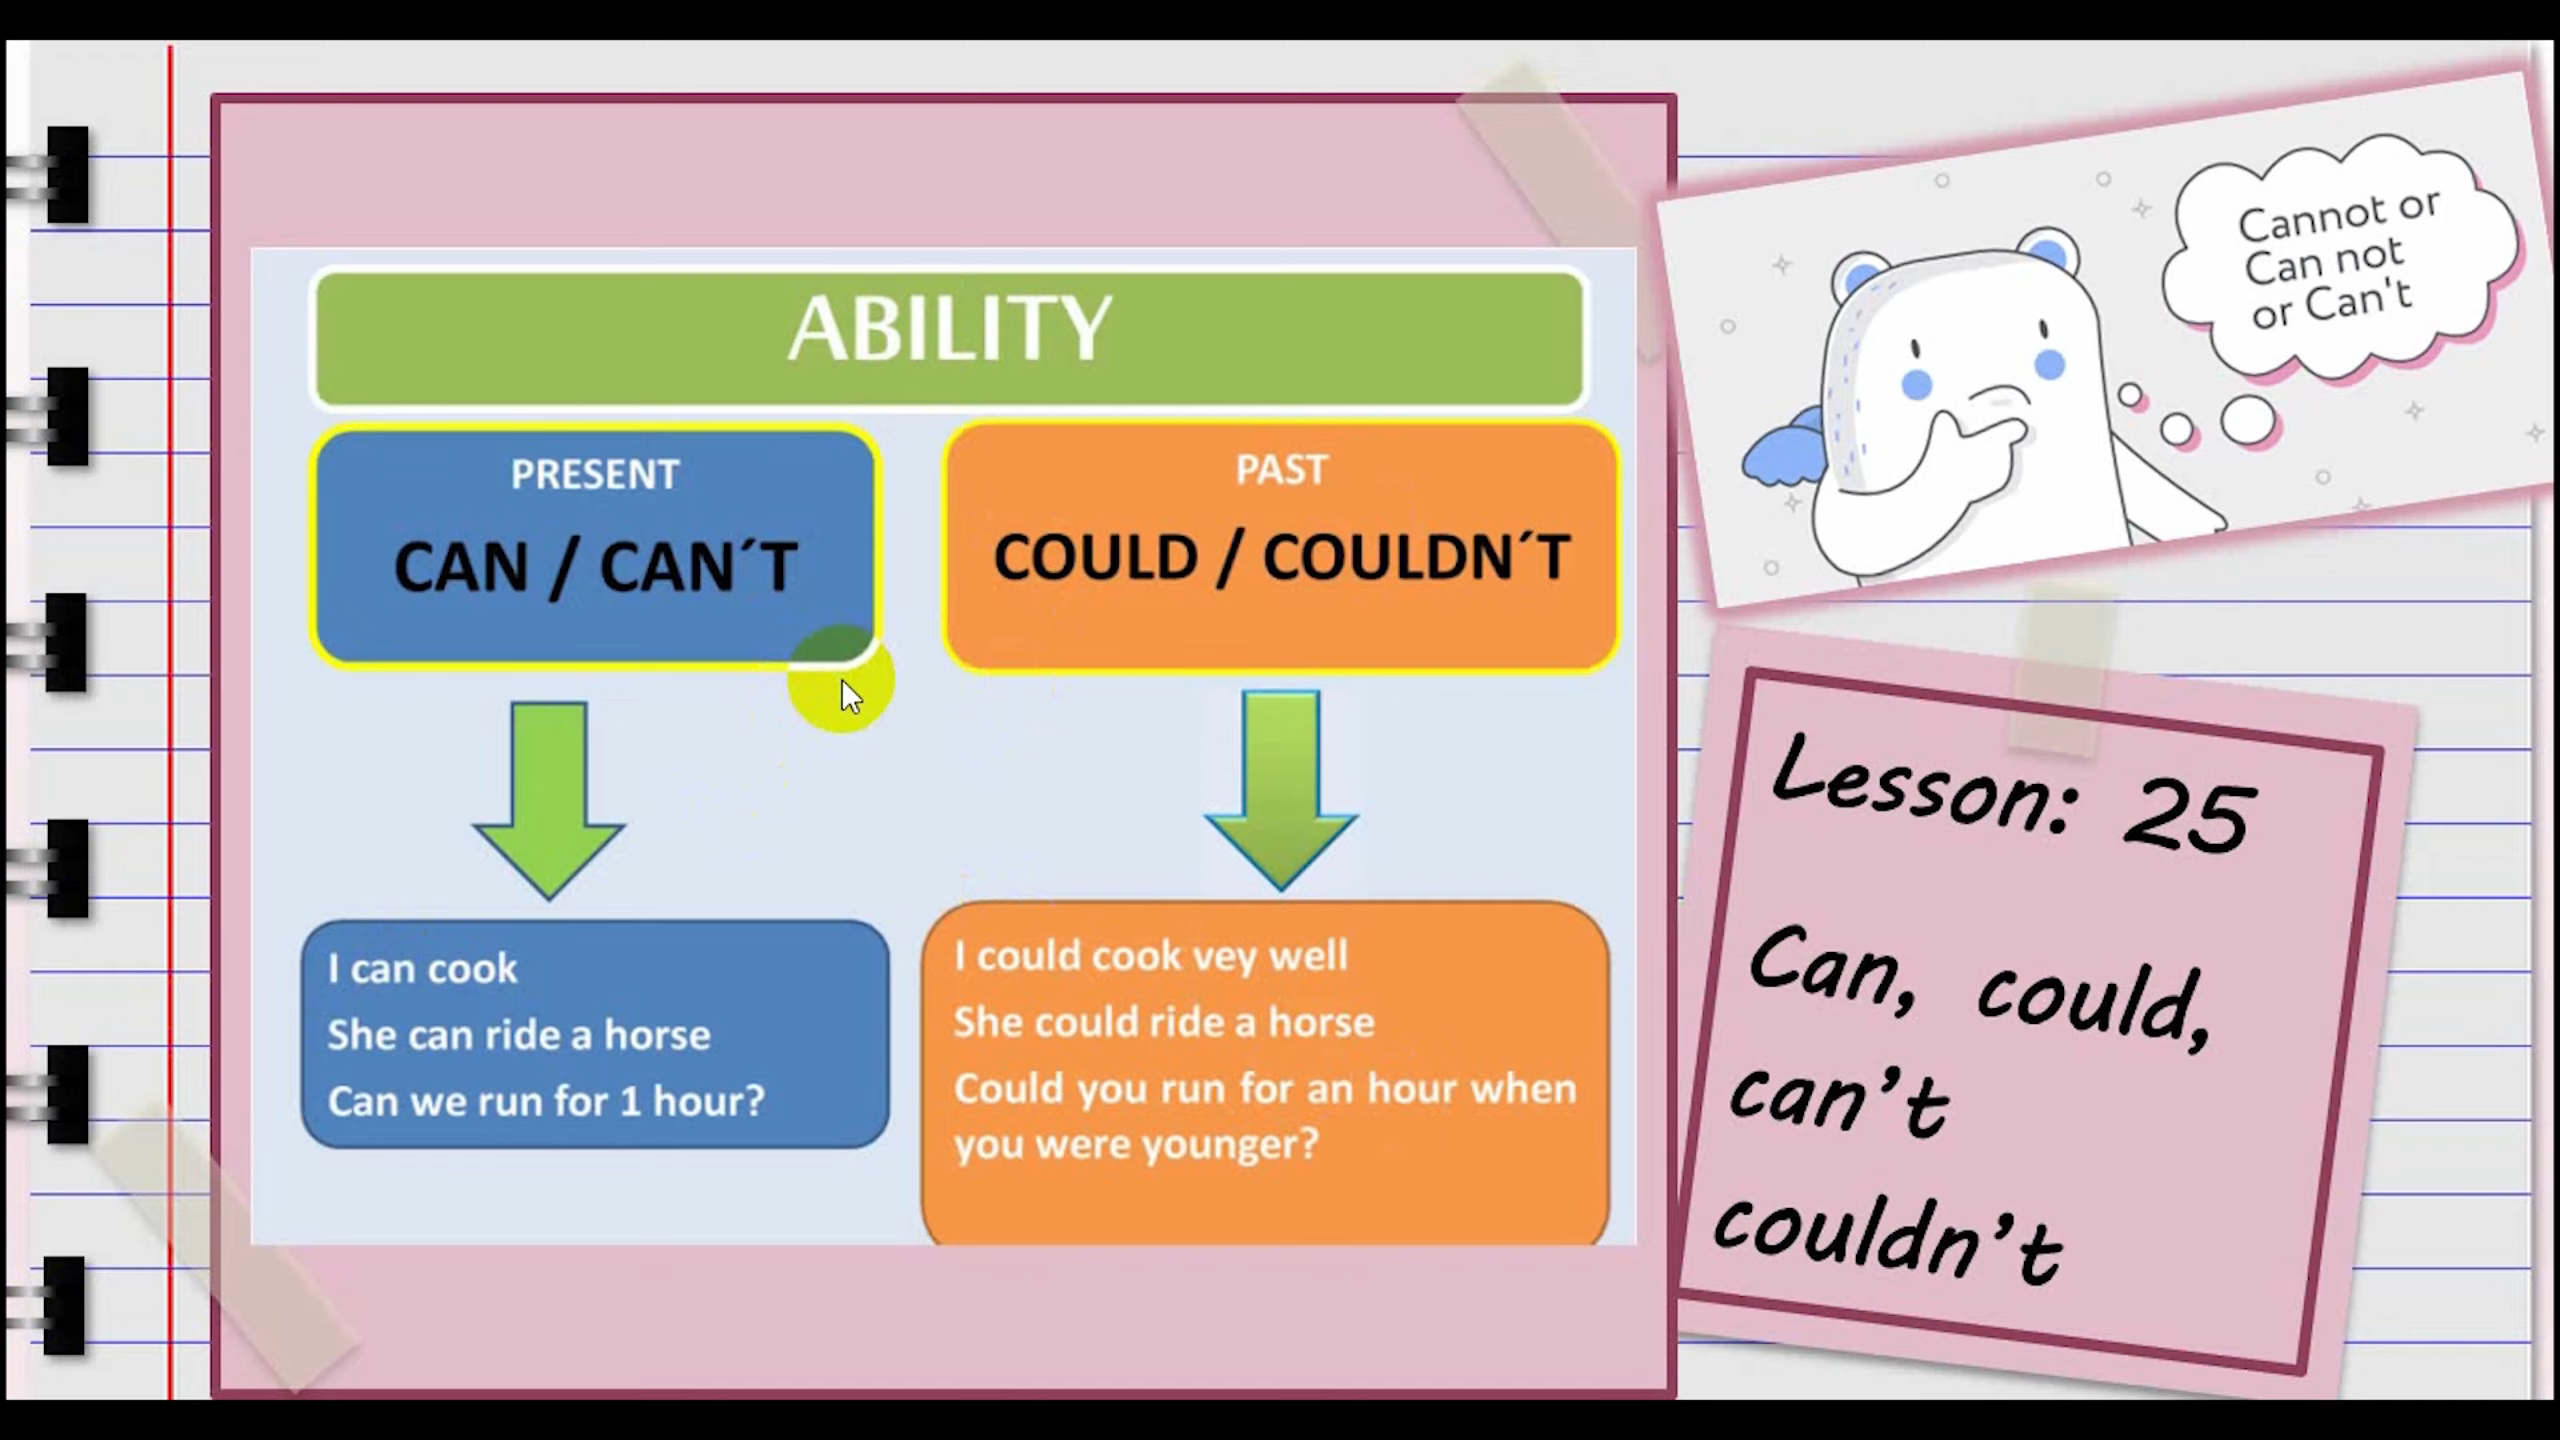 ABILITY
PRESENT
CAN / CAN´T
PAST
COULD / COULDN´T
I can cook
She can ride a horse
Can we run for 1 hour?
I could cook vey well
She could ride a horse
Could you run for an hour when
you were younger?
Cannot or
Can not
or Can't
Lesson: 25
Can, could,
can’t
couldn’t